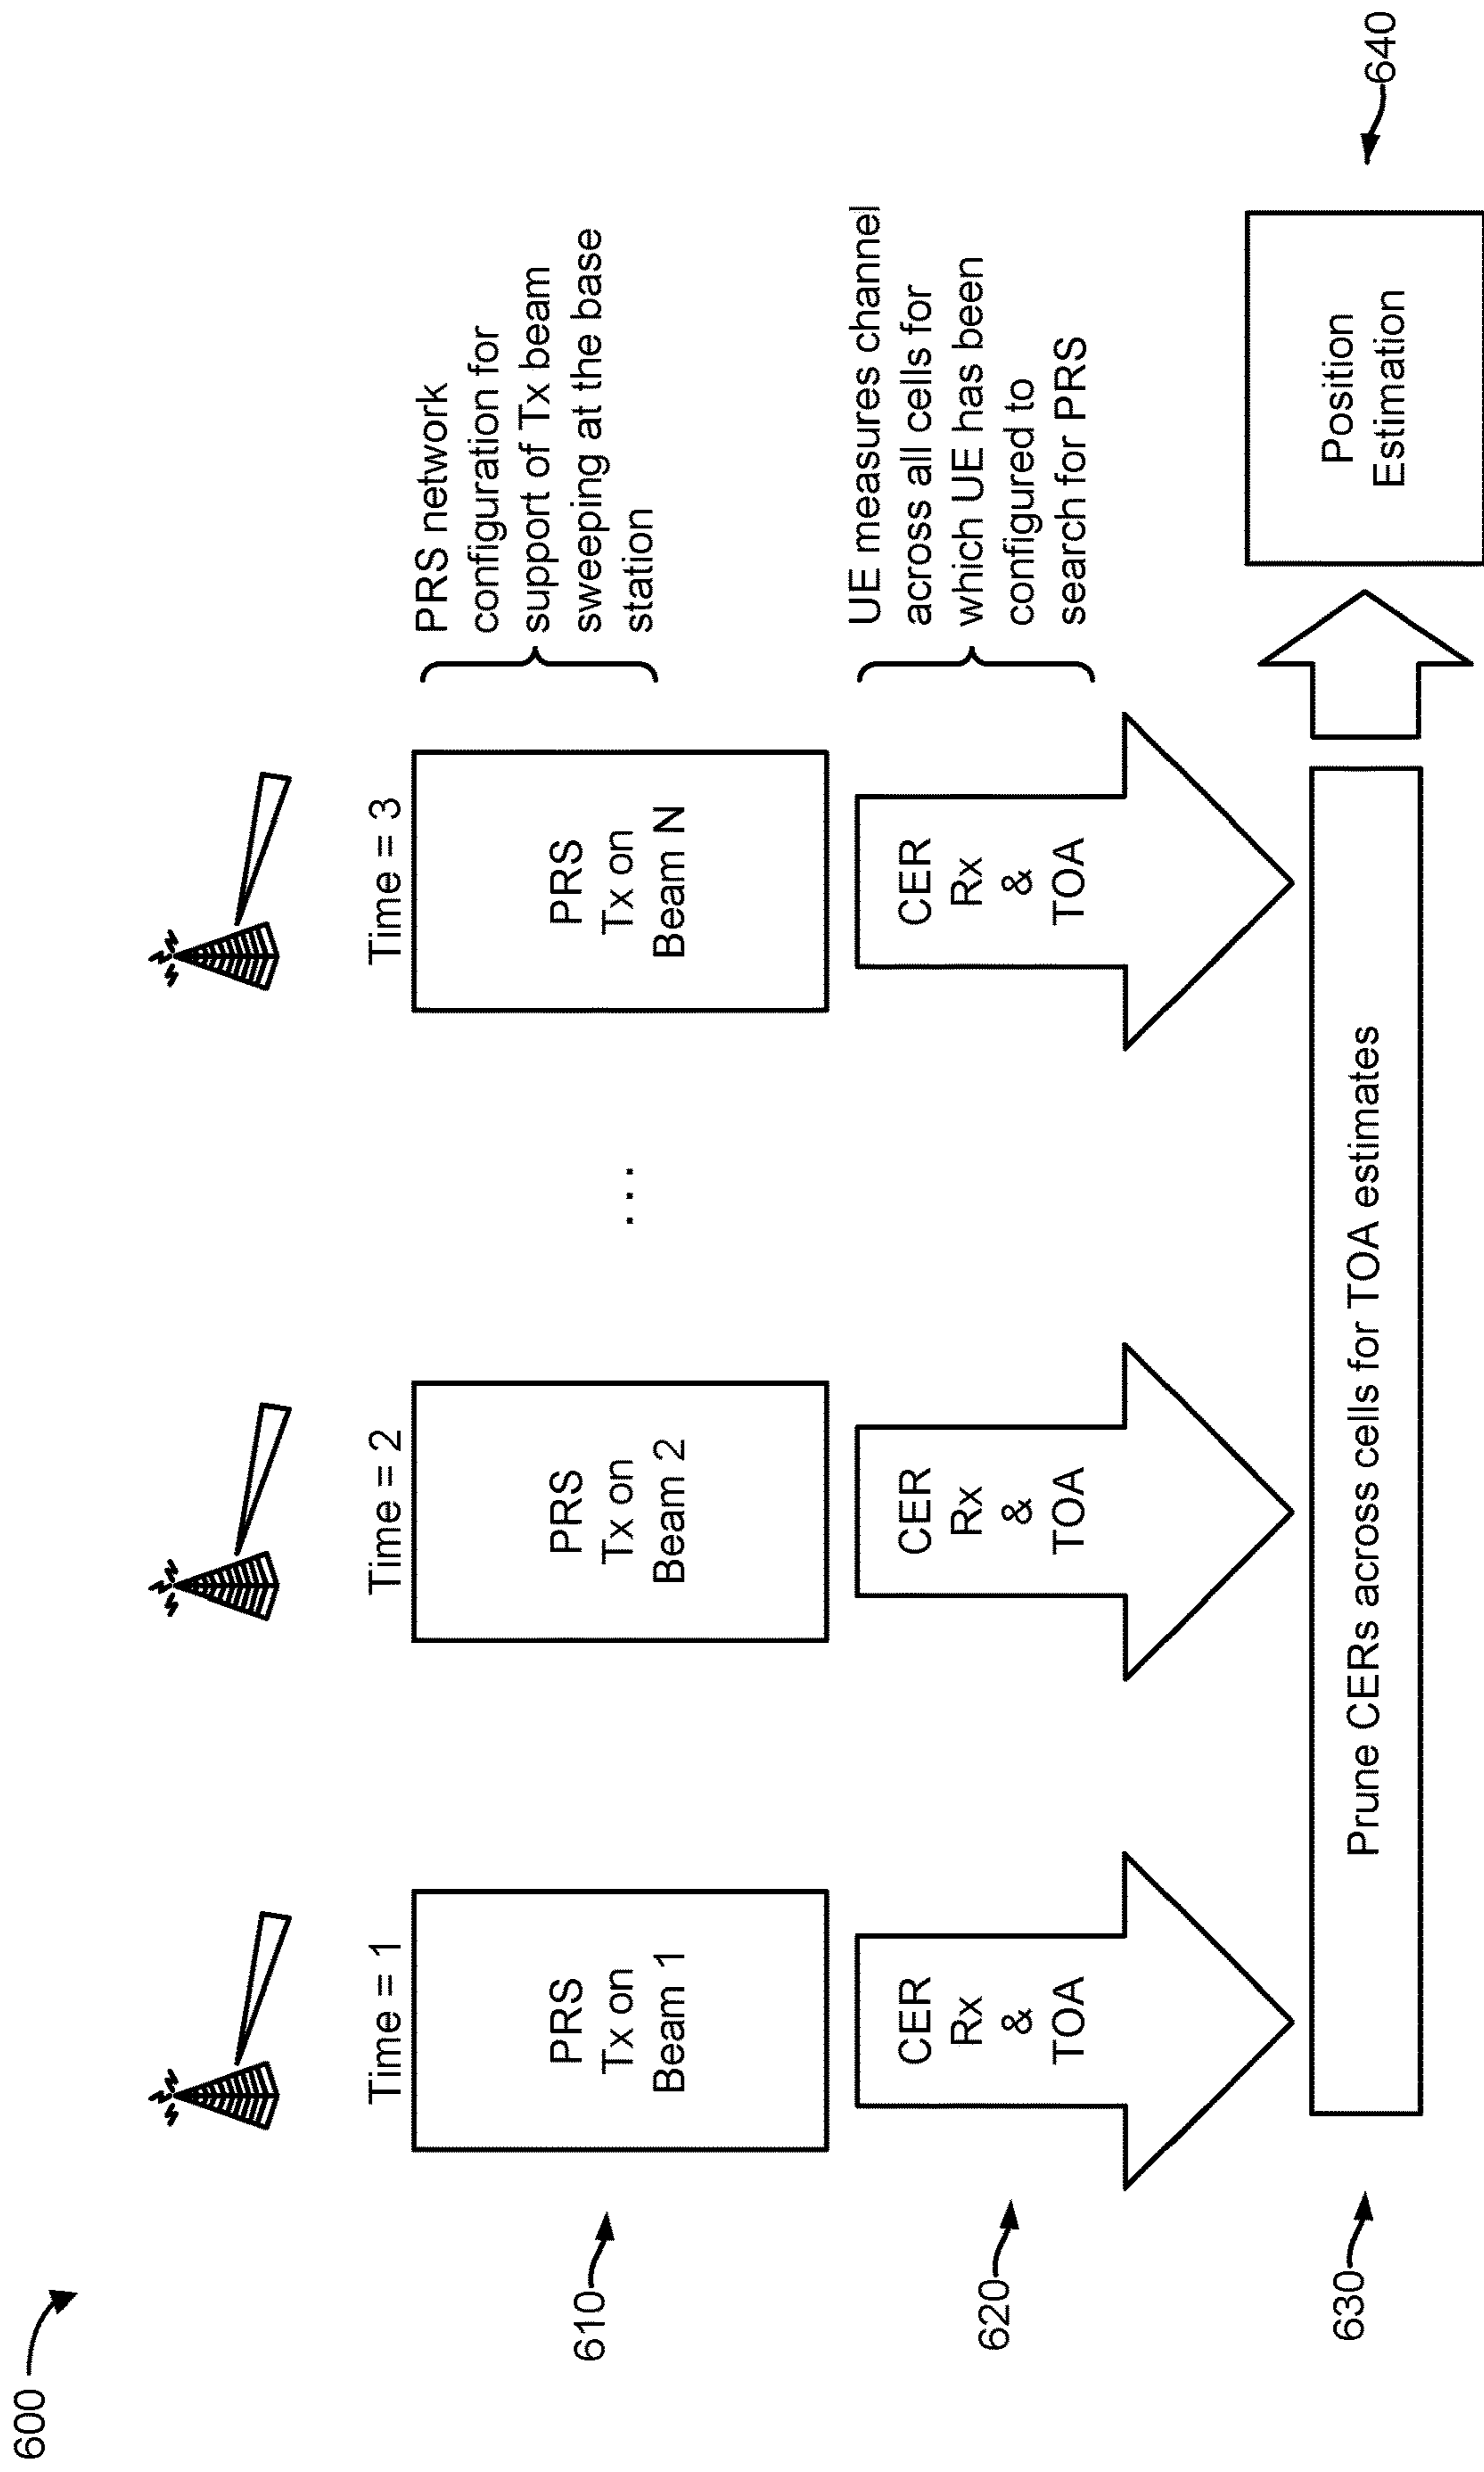 600
Time = 1
Time = 2
Time = 3
610
PRS
Tx on
Beam 1
PRS
Tx on
Beam 2
. . .
PRS
Tx on
Beam N
PRS network
configuration for
support of Tx beam
sweeping at the base
station
620
CER
Rx
&
TOA
CER
Rx
&
TOA
CER
Rx
&
TOA
UE measures channel
across all cells for
which UE has been
configured to
search for PRS
630
Prune CERs across cells for TOA estimates
Position
Estimation
640